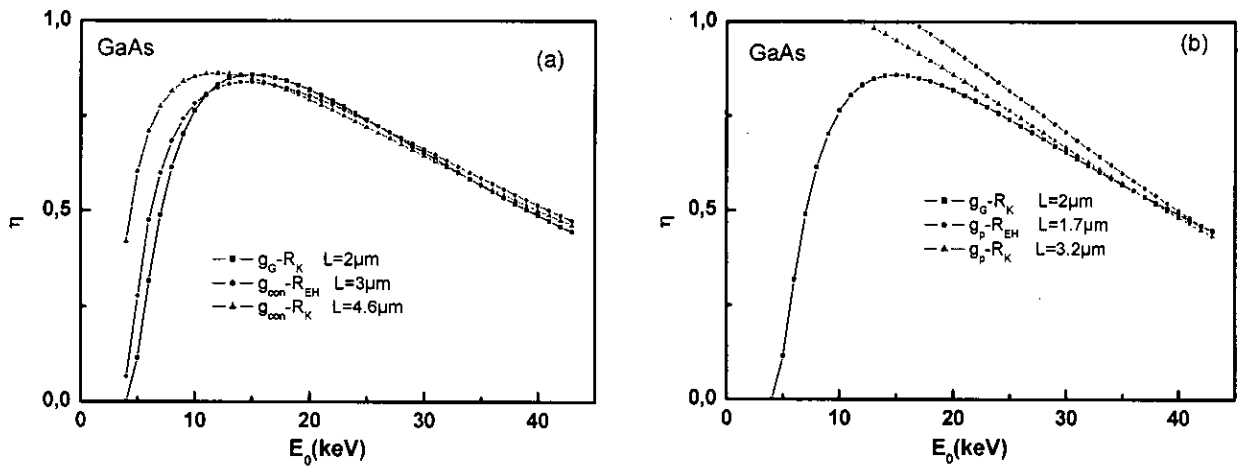 GaAs
(a)
1,0
0,5
0,0
η
g_G-R_K L=2μm
g_con-R_EH L=3μm
g_con-R_K L=4.6μm
0 10 20 30 40
E_0(keV)
GaAs
(b)
1,0
0,5
0,0
η
g_G-R_K L=2μm
g_p-R_EH L=1.7μm
g_p-R_K L=3.2μm
0 10 20 30 40
E_0(keV)